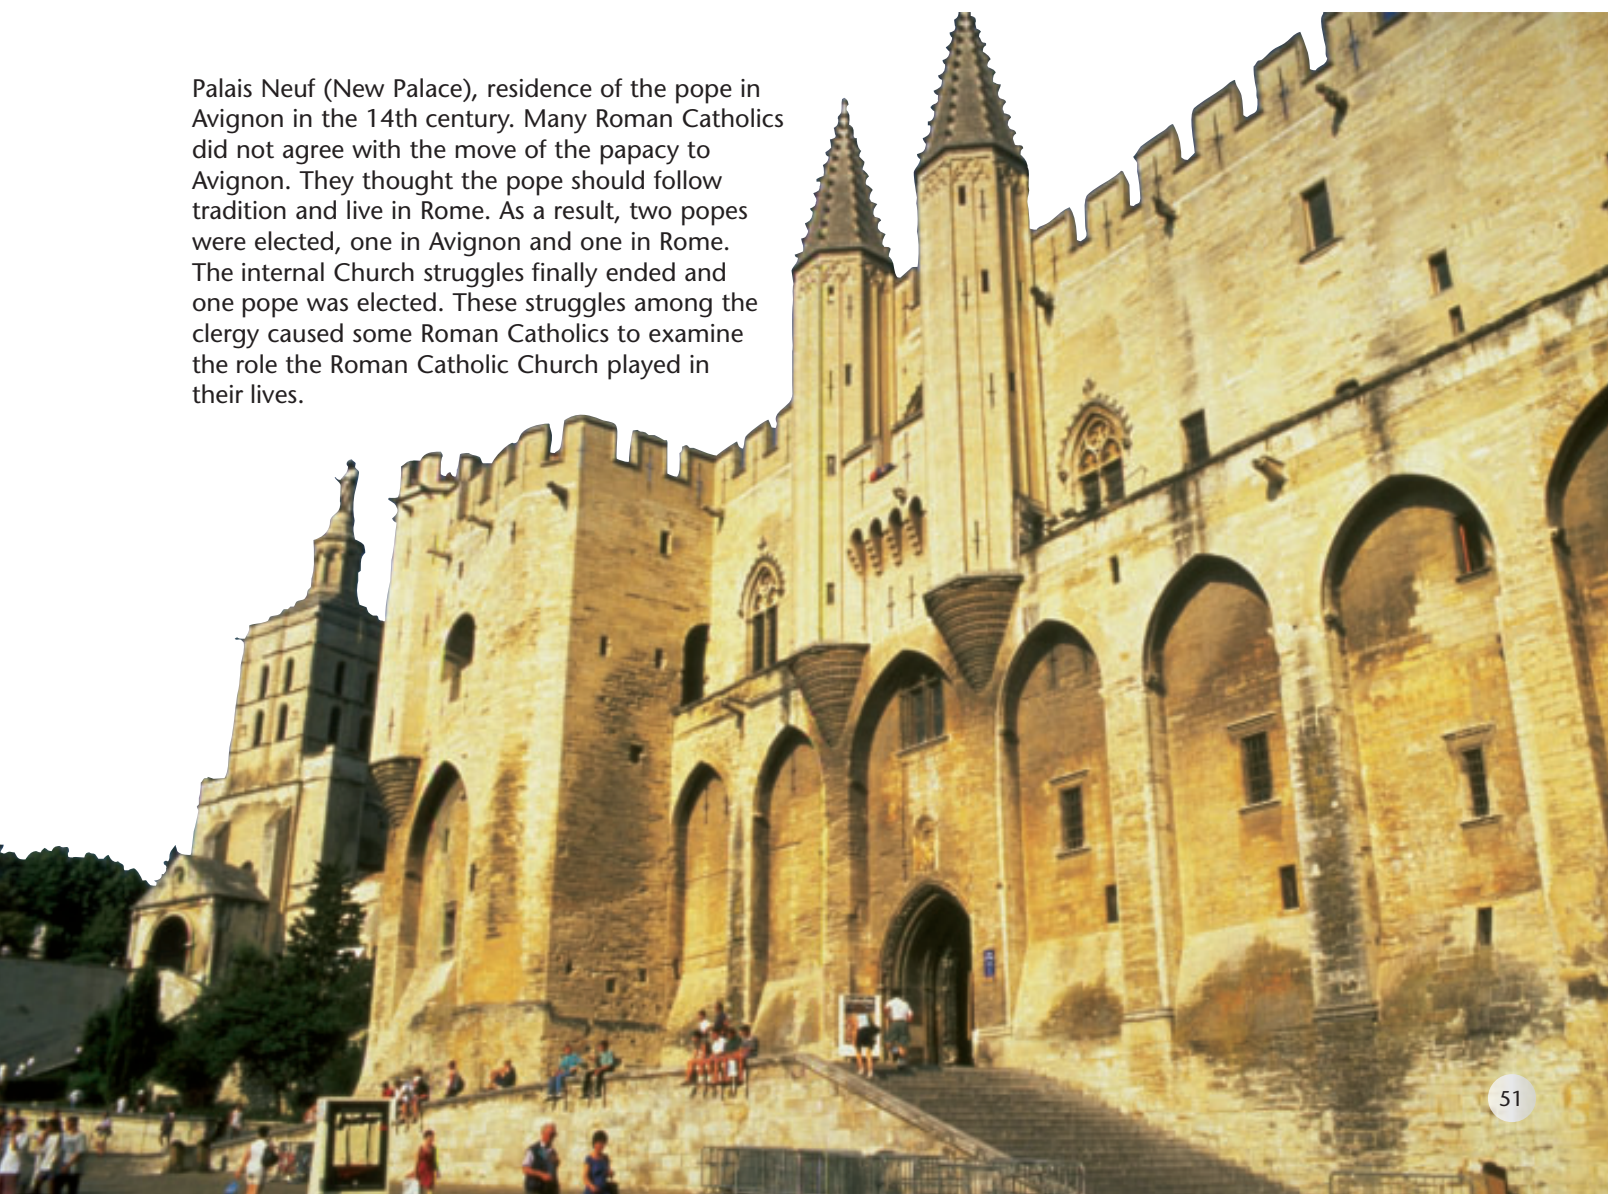 Palais Neuf (New Palace), residence of the pope in
Avignon in the 14th century. Many Roman Catholics
did not agree with the move of the papacy to
Avignon. They thought the pope should follow
tradition and live in Rome. As a result, two popes
were elected, one in Avignon and one in Rome.
The internal Church struggles finally ended and
one pope was elected. These struggles among the
clergy caused some Roman Catholics to examine
the role the Roman Catholic Church played in
their lives.
51